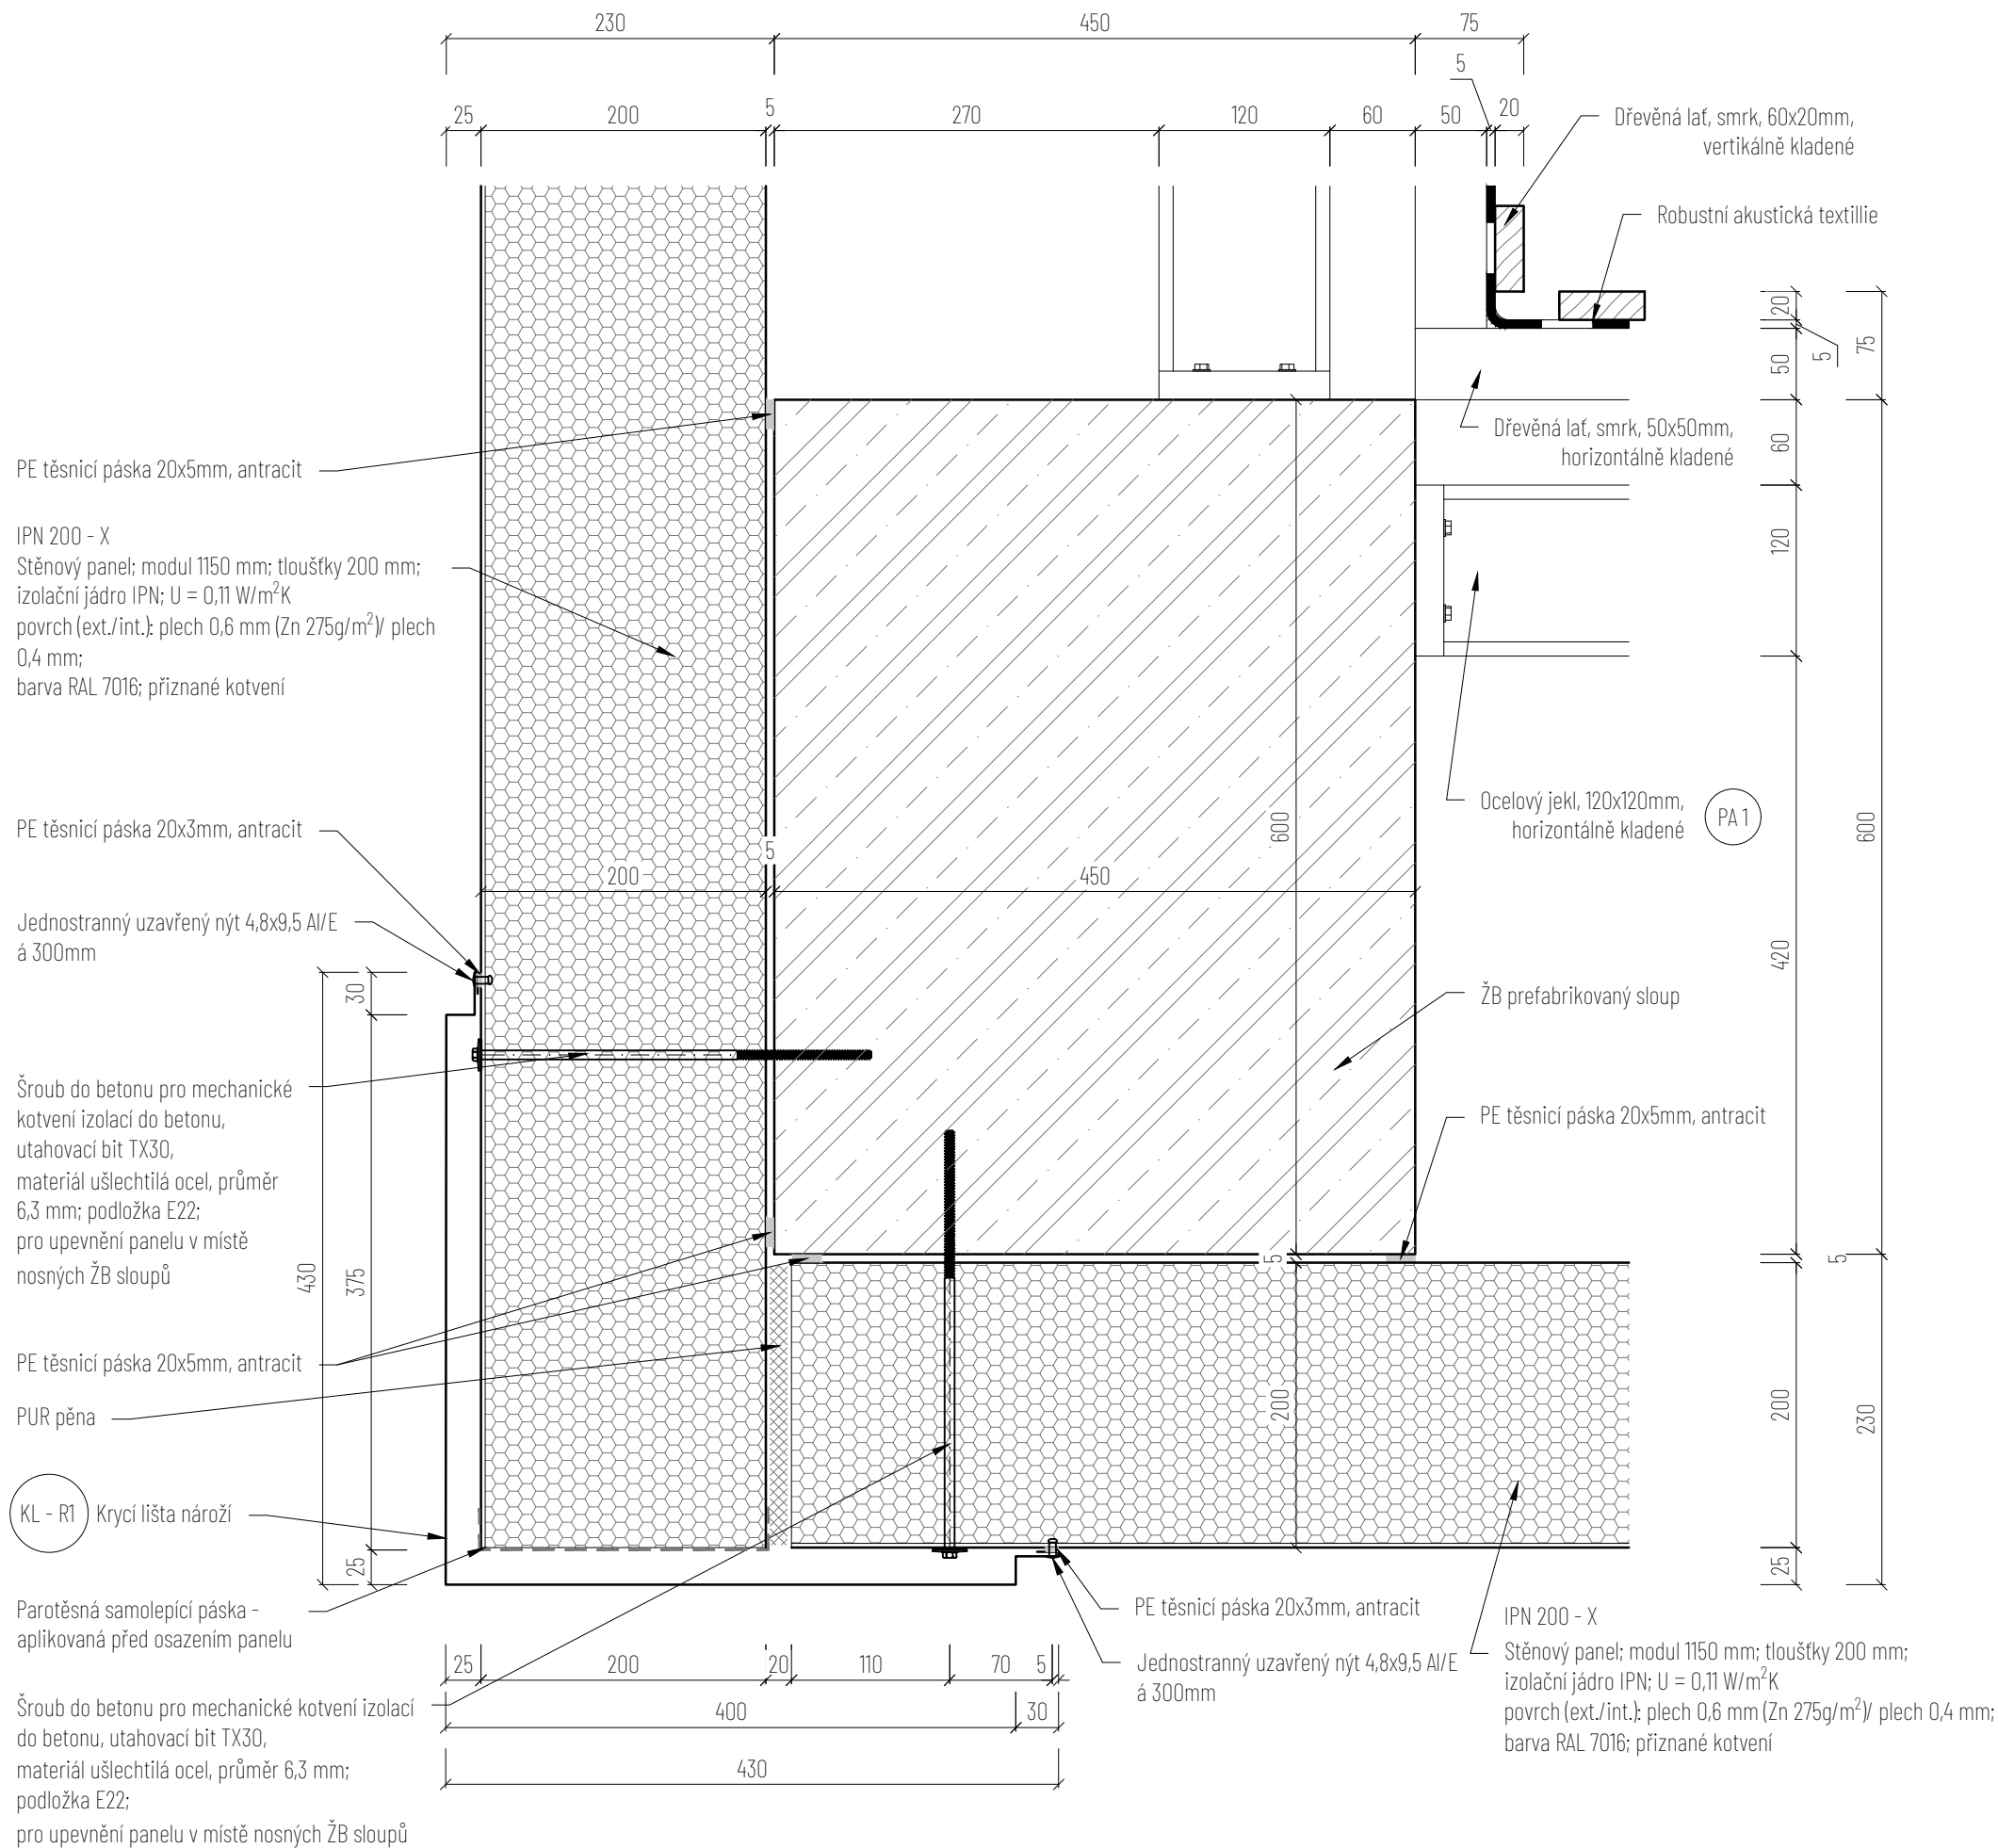 230
450
75
5
25
200
5
270
120
60
50
20
Dřevěná lať, smrk, 60x20mm,
vertikálně kladené
Robustní akustická textillie
20
5
75
50
Dřevěná lať, smrk, 50x50mm,
horizontálně kladené
60
PE těsnicí páska 20x5mm, antracit
120
IPN 200 - X
Stěnový panel; modul 1150 mm; tloušťky 200 mm;
izolační jádro IPN; U = 0,11 W/m²K
povrch (ext./int.): plech 0,6 mm (Zn 275g/m²)/ plech
0,4 mm;
barva RAL 7016; přiznané kotvení
Ocelový jekl, 120x120mm,
horizontálně kladené
PA 1
600
600
PE těsnicí páska 20x3mm, antracit
5
200
450
Jednostranný uzavřený nýt 4,8x9,5 Al/E
á 300mm
420
30
ŽB prefabrikovaný sloup
Šroub do betonu pro mechanické
kotvení izolací do betonu,
utahovací bit TX30,
materiál ušlechtilá ocel, průměr
6,3 mm; podložka E22;
pro upevnění panelu v místě
nosných ŽB sloupů
PE těsnicí páska 20x5mm, antracit
430
375
5
5
PE těsnicí páska 20x5mm, antracit
PUR pěna
200
200
230
KL - R1
Krycí lišta nároží
25
25
Parotěsná samolepící páska -
aplikovaná před osazením panelu
PE těsnicí páska 20x3mm, antracit
Jednostranný uzavřený nýt 4,8x9,5 Al/E
á 300mm
IPN 200 - X
Stěnový panel; modul 1150 mm; tloušťky 200 mm;
izolační jádro IPN; U = 0,11 W/m²K
povrch (ext./int.): plech 0,6 mm (Zn 275g/m²)/ plech 0,4 mm;
barva RAL 7016; přiznané kotvení
25
200
20
110
70
5
Šroub do betonu pro mechanické kotvení izolací
do betonu, utahovací bit TX30,
materiál ušlechtilá ocel, průměr 6,3 mm;
podložka E22;
pro upevnění panelu v místě nosných ŽB sloupů
400
30
430